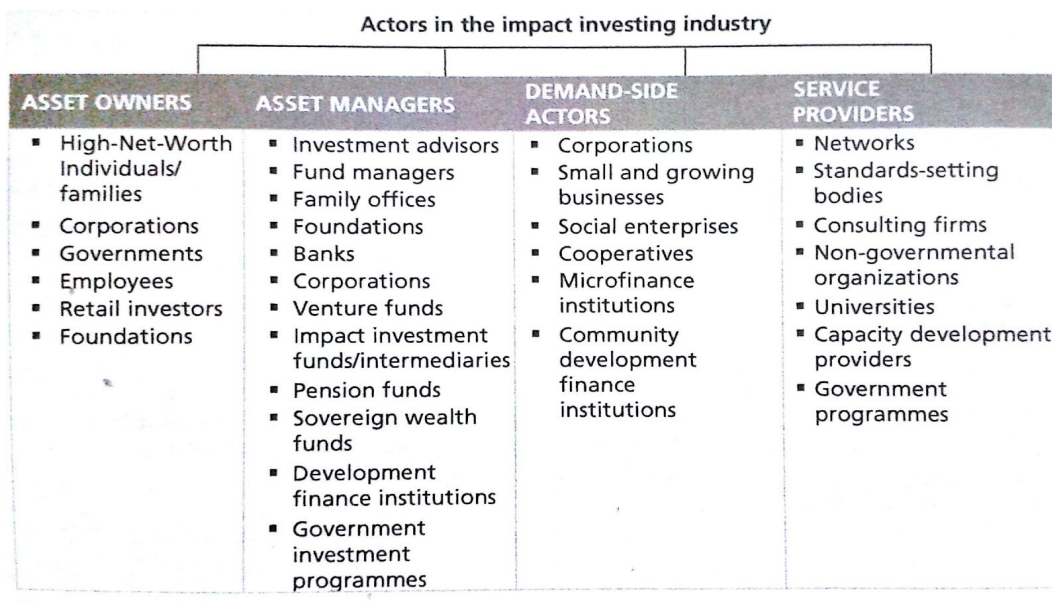 Actors in the impact investing industry
ASSET OWNERS
▪ High-Net-Worth
Individuals/
families
▪ Corporations
▪ Governments
▪ Employees
▪ Retail investors
▪ Foundations
ASSET MANAGERS
▪ Investment advisors
▪ Fund managers
▪ Family offices
▪ Foundations
▪ Banks
▪ Corporations
▪ Venture funds
▪ Impact investment
funds/intermediaries
▪ Pension funds
▪ Sovereign wealth
funds
▪ Development
finance institutions
▪ Government
investment
programmes
DEMAND-SIDE
ACTORS
▪ Corporations
▪ Small and growing
businesses
▪ Social enterprises
▪ Cooperatives
▪ Microfinance
institutions
▪ Community
development
finance
institutions
SERVICE
PROVIDERS
▪ Networks
▪ Standards-setting
bodies
▪ Consulting firms
▪ Non-governmental
organizations
▪ Universities
▪ Capacity development
providers
▪ Government
programmes